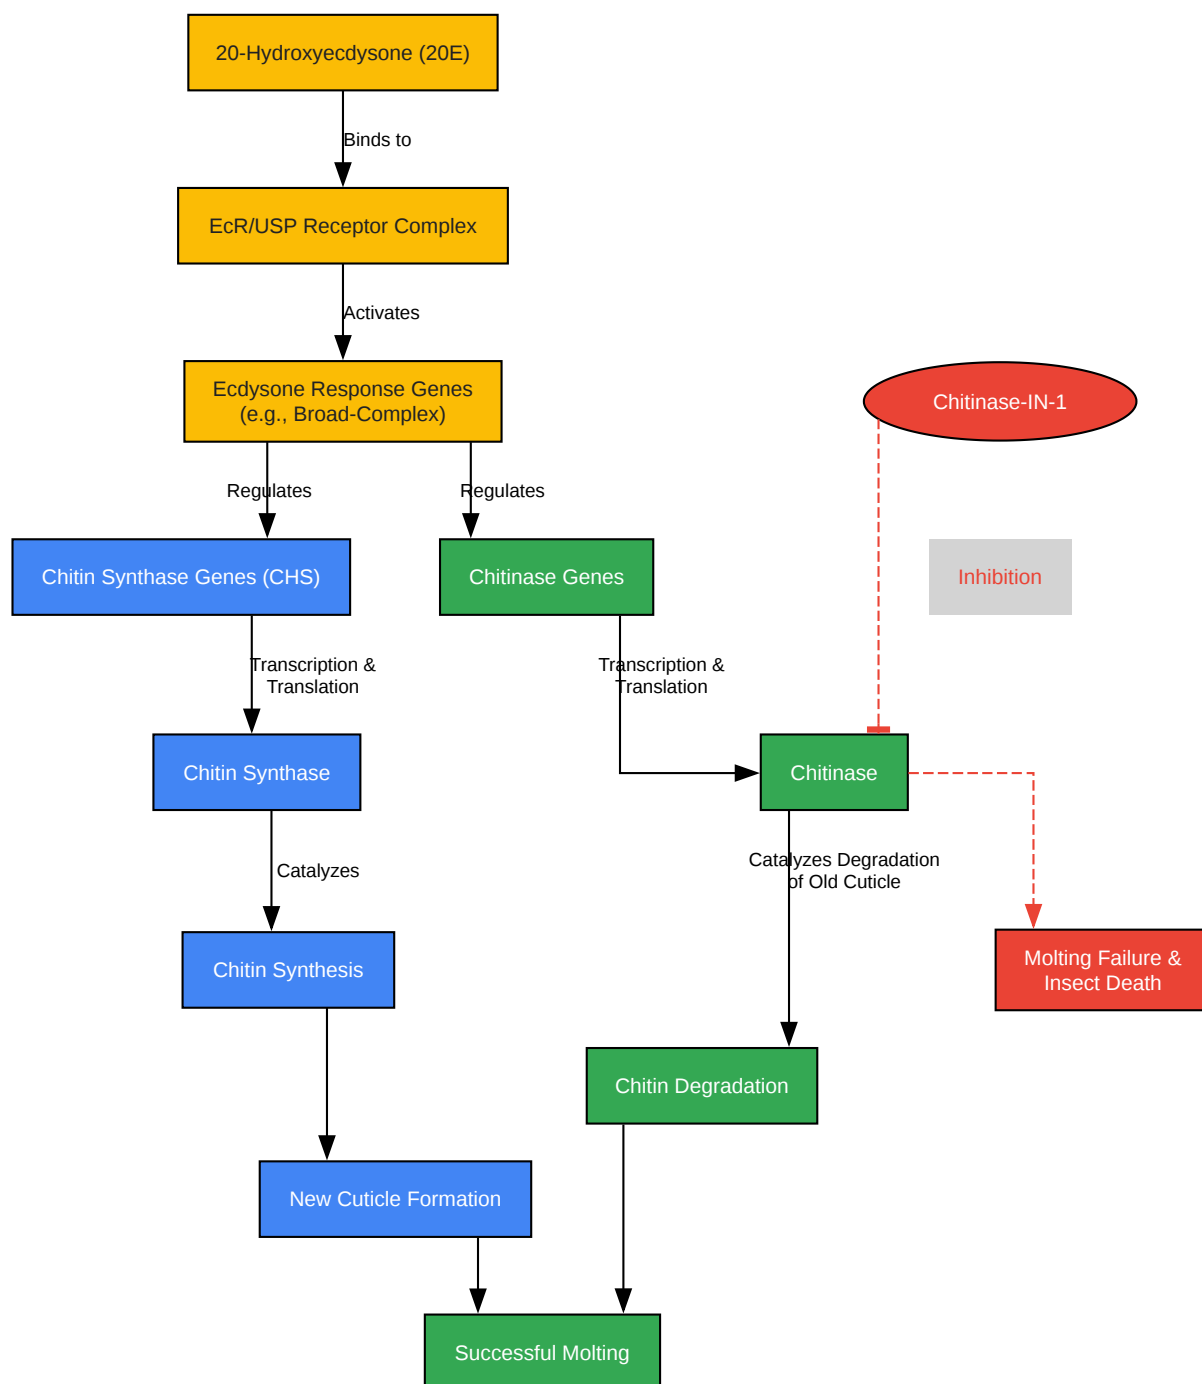 20-Hydroxyecdysone (20E)
Binds to
EcR/USP Receptor Complex
Activates
Ecdysone Response Genes
(e.g., Broad-Complex)
Chitinase-IN-1
Regulates
Regulates
Chitin Synthase Genes (CHS)
Chitinase Genes
Inhibition
Transcription &
Translation
Transcription &
Translation
Chitin Synthase
Chitinase
Catalyzes
Catalyzes Degradation
of Old Cuticle
Chitin Synthesis
Molting Failure &
Insect Death
Chitin Degradation
New Cuticle Formation
Successful Molting